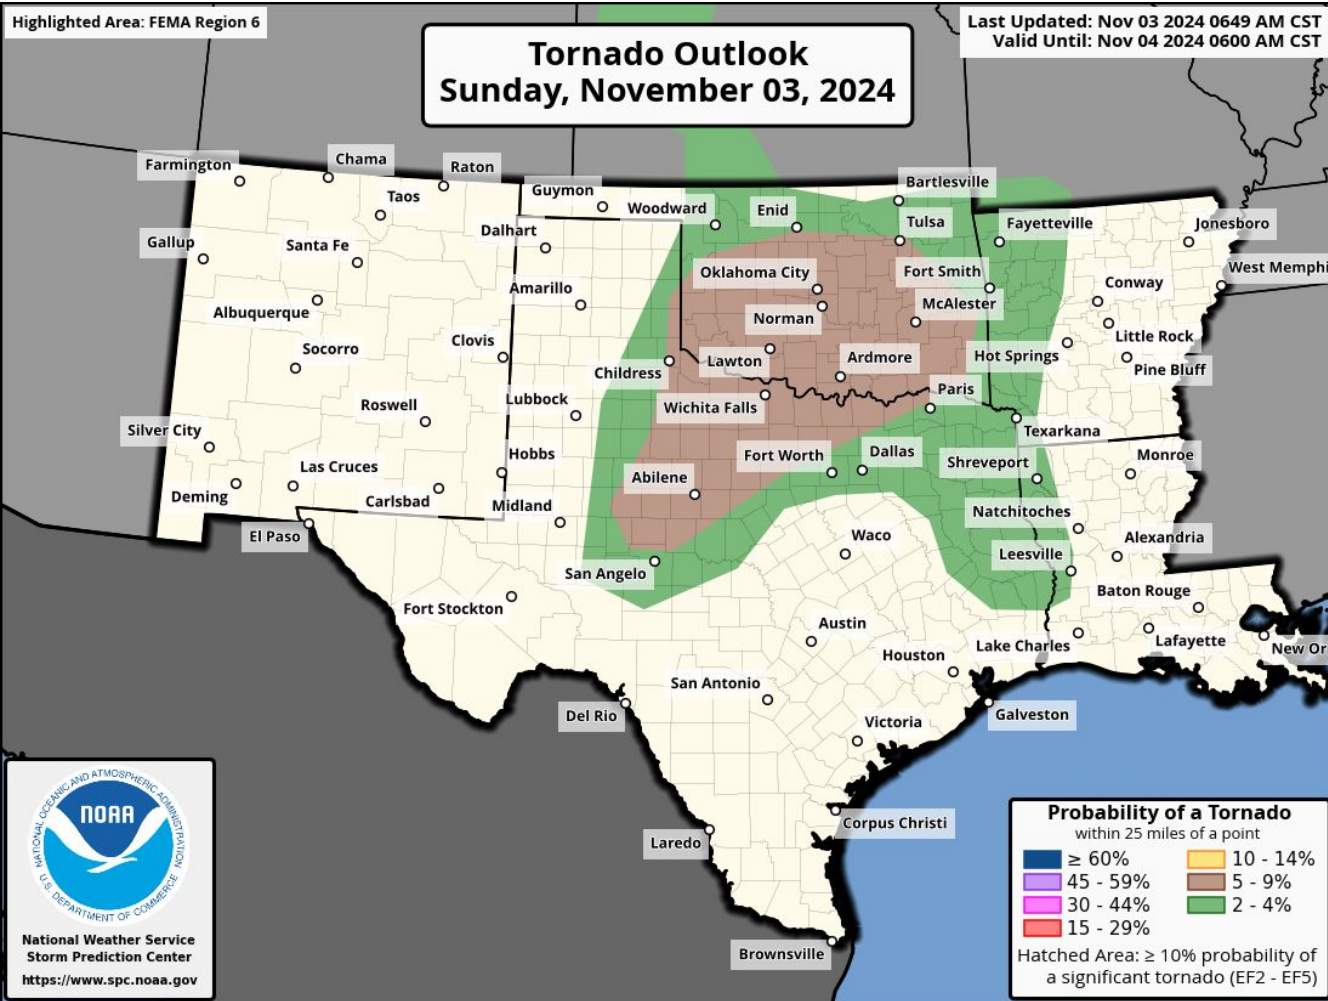 Highlighted Area: FEMA Region 6
Last Updated: Nov 03 2024 0649 AM CST
Valid Until: Nov 04 2024 0600 AM CST
Tornado Outlook
Sunday, November 03, 2024
Farmington
Chama
Raton
Taos
Guymon
Woodward
Enid
Bartlesville
Tulsa
Fayetteville
Jonesboro
Gallup
Santa Fe
Dalhart
Oklahoma City
Fort Smith
West Memphi
Amarillo
Conway
Albuquerque
Norman
McAlester
Socorro
Clovis
Lawton
Ardmore
Hot Springs
Little Rock
Childress
Pine Bluff
Roswell
Lubbock
Wichita Falls
Paris
Silver City
Texarkana
Las Cruces
Hobbs
Fort Worth
Dallas
Shreveport
Monroe
Deming
Carlsbad
Abilene
Midland
Natchitoches
El Paso
Waco
Leesville
Alexandria
San Angelo
Baton Rouge
Fort Stockton
Austin
Lake Charles
Lafayette
New Or
Houston
San Antonio
Del Rio
Victoria
Galveston
Corpus Christi
Laredo
Brownsville
NATIONAL OCEANIC AND ATMOSPHERIC ADMINISTRATION
NOAA
U.S. DEPARTMENT OF COMMERCE
National Weather Service
Storm Prediction Center
https://www.spc.noaa.gov
Probability of a Tornado
within 25 miles of a point
≥ 60%
10 - 14%
45 - 59%
5 - 9%
30 - 44%
2 - 4%
15 - 29%
Hatched Area: ≥ 10% probability of
a significant tornado (EF2 - EF5)